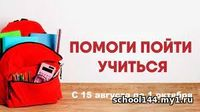 ПОМОГИ ПОЙТИ
УЧИТЬСЯ
С 15 августа по 1 октября
school144.my1.ru